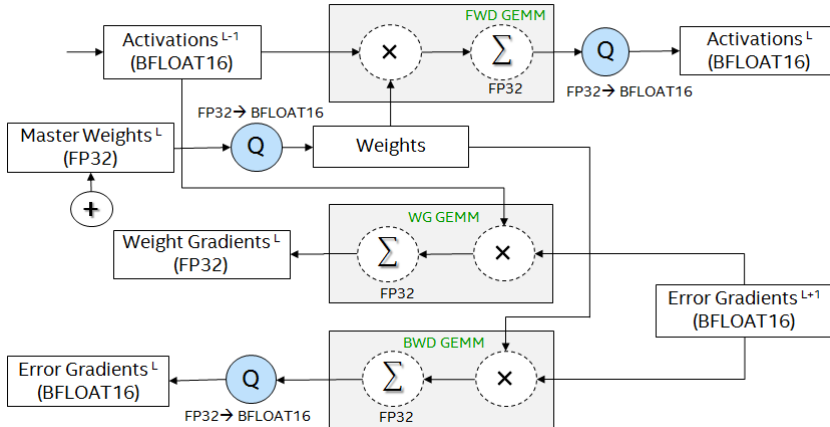 FWD GEMM
Activations L-1
(BFLOAT16)
×
Σ
FP32
Q
FP32→ BFLOAT16
Activations L
(BFLOAT16)
FP32→ BFLOAT16
Master Weights L
(FP32)
Q
Weights
+
WG GEMM
Weight Gradients L
(FP32)
Σ
FP32
×
Error Gradients L+1
(BFLOAT16)
BWD GEMM
Error Gradients L
(BFLOAT16)
Q
FP32→ BFLOAT16
Σ
FP32
×